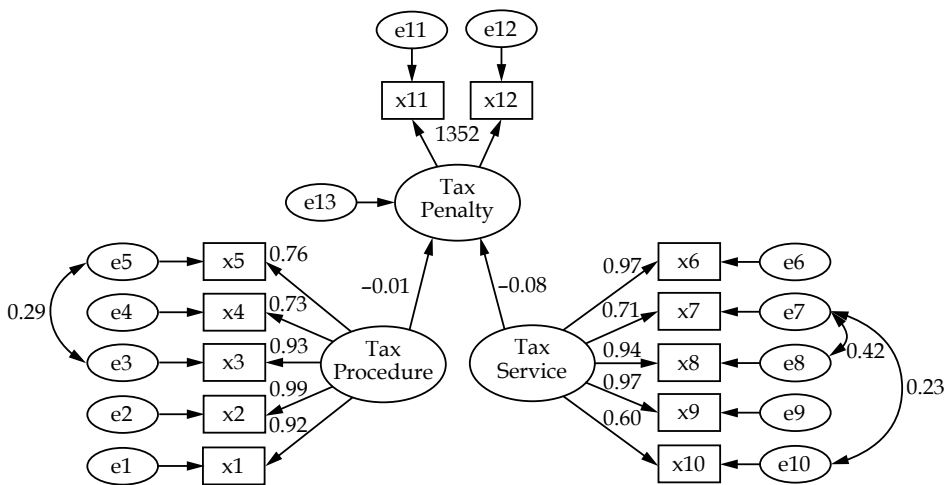 e11 e12
x11 x12
1352
Tax
Penalty
e13
e5 x5 0.76
−0.01
−0.08
0.97 x6 e6
0.29
e4 x4 0.73
0.71 x7 e7
e3 x3 0.93
Tax
Procedure
Tax
Service
0.94 x8 e8 0.42
0.23
e2 x2 0.99
0.97 x9 e9
e1 x1 0.92
0.60 x10 e10